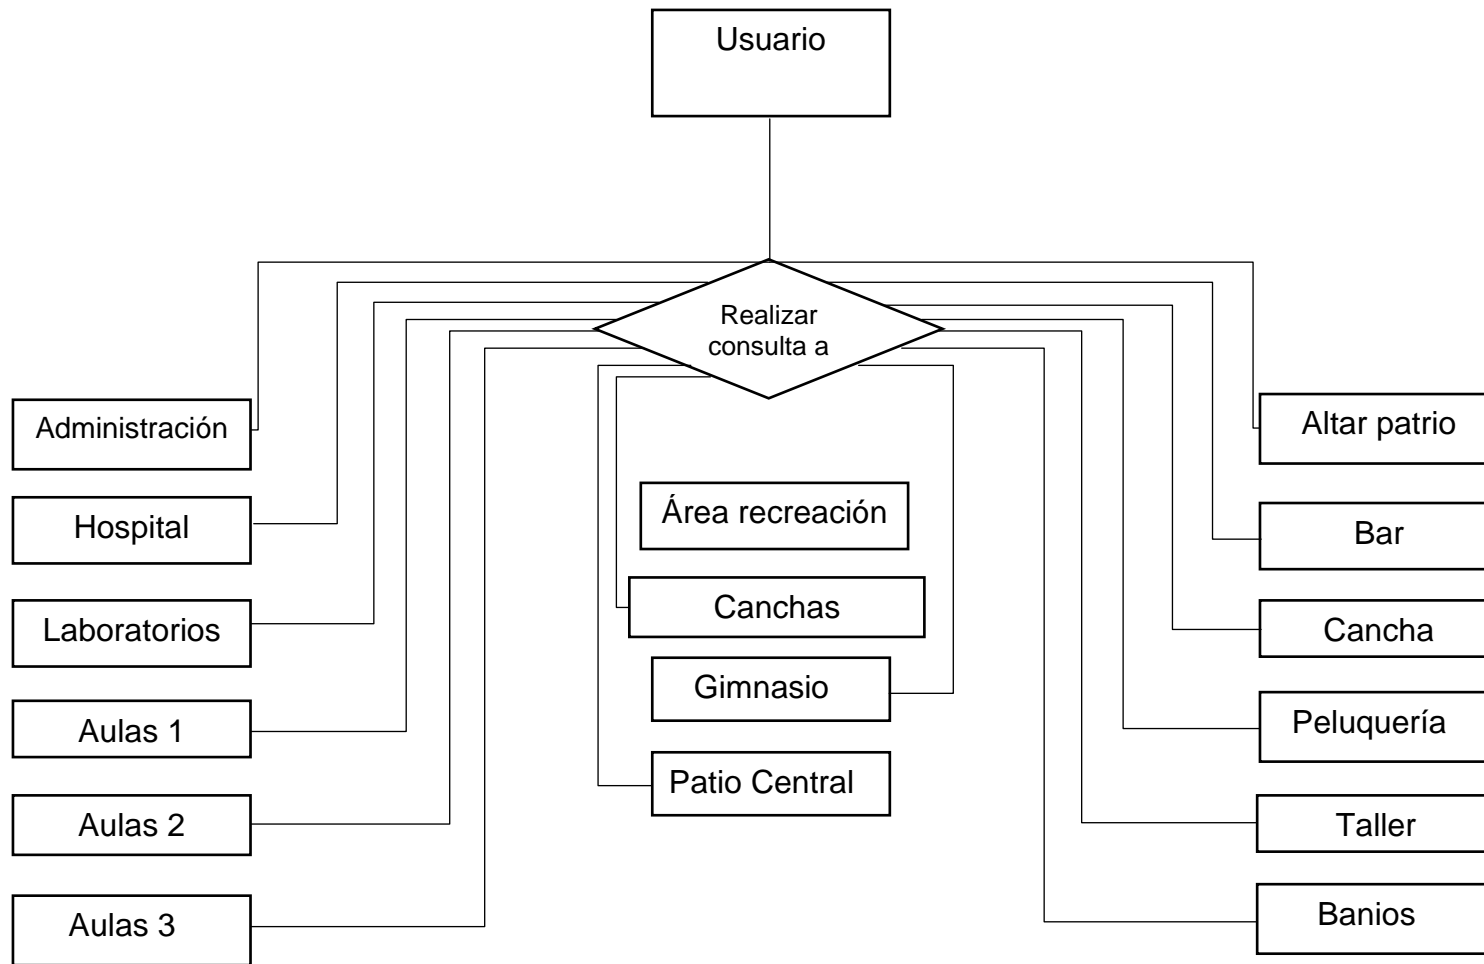 Usuario
Realizar
consulta a
Administración
Hospital
Laboratorios
Aulas 1
Aulas 2
Aulas 3
Área recreación
Canchas
Gimnasio
Patio Central
Altar patrio
Bar
Cancha
Peluquería
Taller
Banios